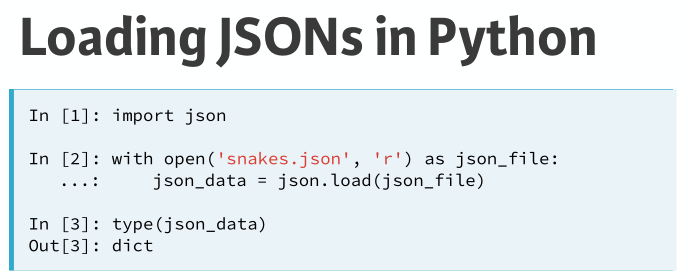 Loading JSONs in Python
In [1]: import json
In [2]: with open('snakes.json', 'r') as json_file:
   ...:     json_data = json.load(json_file)
In [3]: type(json_data)
Out[3]: dict